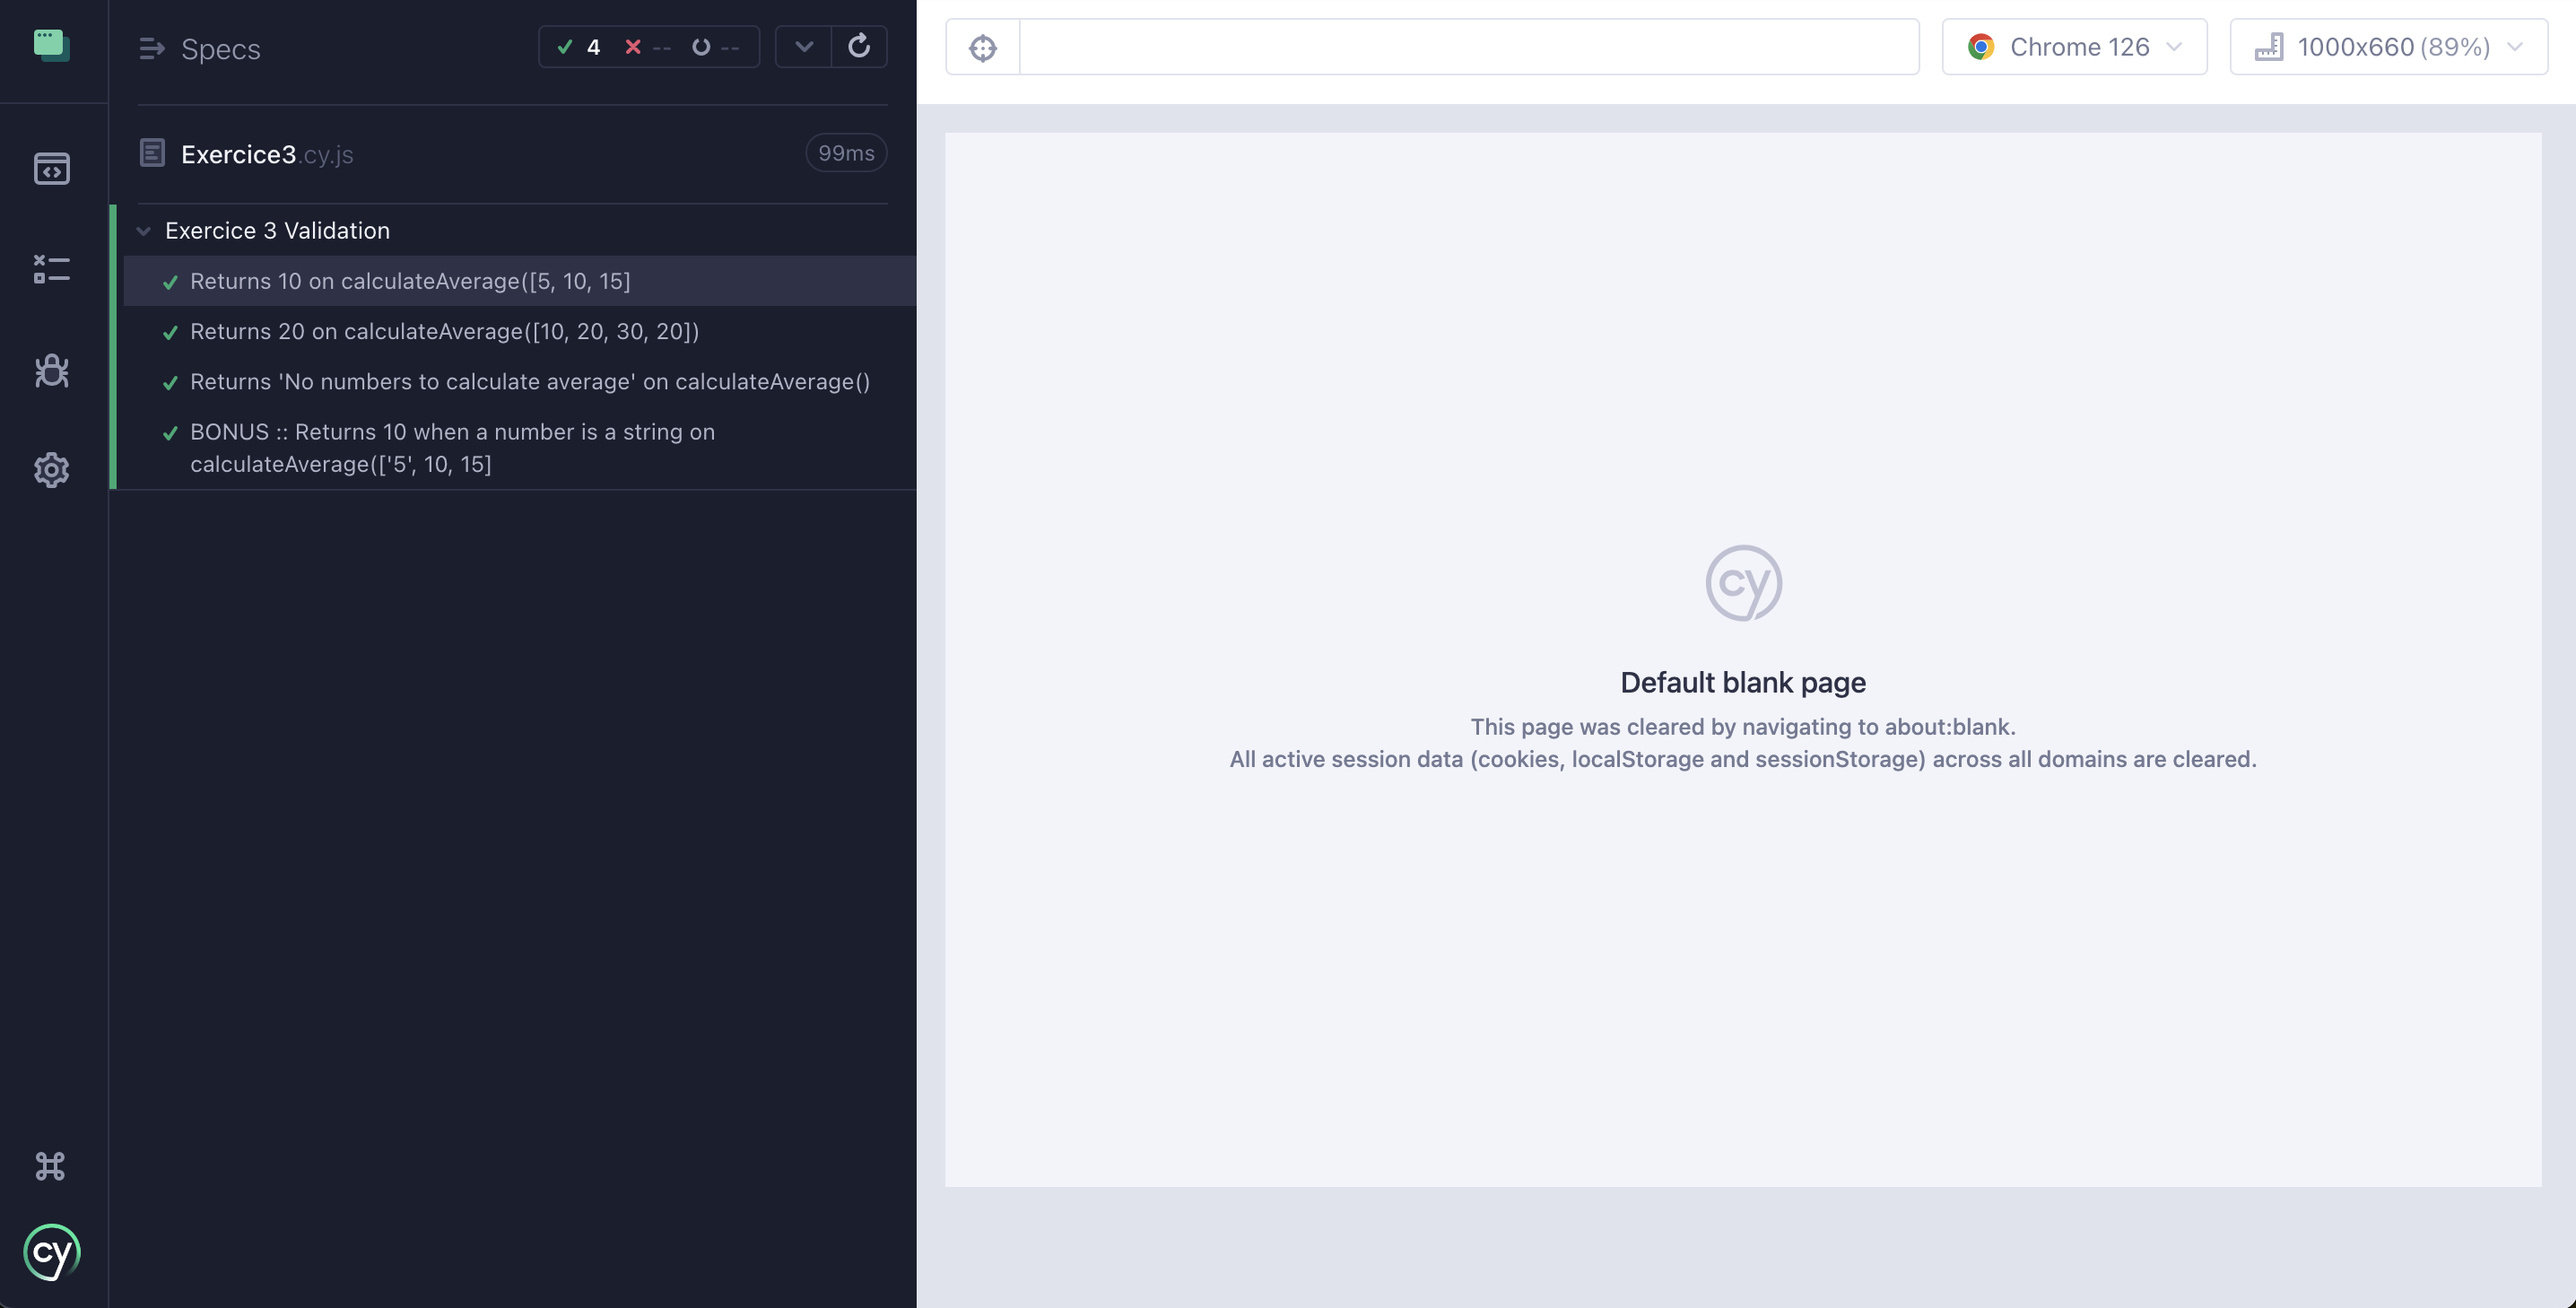 Specs
4 -- --
Exercice3.cy.js
99ms
Exercice 3 Validation
Returns 10 on calculateAverage([5, 10, 15]
Returns 20 on calculateAverage([10, 20, 30, 20])
Returns 'No numbers to calculate average' on calculateAverage()
BONUS :: Returns 10 when a number is a string on
calculateAverage(['5', 10, 15]
cy
Chrome 126
1000x660 (89%)
cy
Default blank page
This page was cleared by navigating to about:blank.
All active session data (cookies, localStorage and sessionStorage) across all domains are cleared.